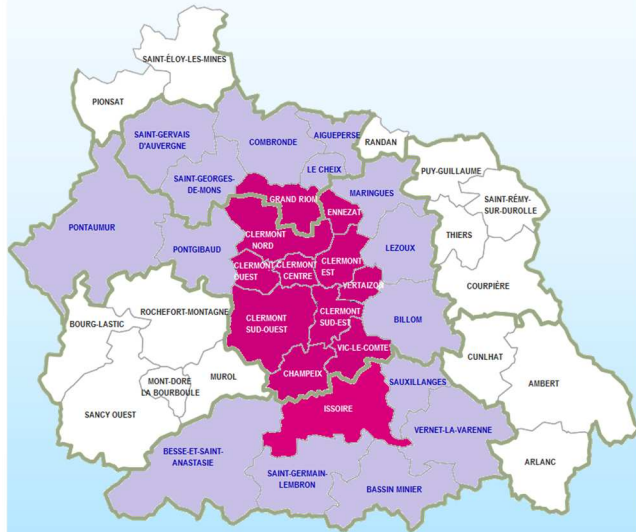 SAINT-ÉLOY-LES-MINES
PIONSAT
SAINT-GERVAIS
D'AUVERGNE
COMBRONDE
AIGUEPERSE
RANDAN
LE CHEIX
PUY-GUILLAUME
SAINT-GEORGES-
DE-MONS
MARINGUES
GRAND RIOM
SAINT-RÉMY-
SUR-DUROLLE
ENNEZAT
PONTAUMUR
CLERMONT
NORD
THIERS
PONTGIBAUD
LEZOUX
CLERMONT
OUEST
CLERMONT
CENTRE
CLERMONT
EST
VERTAIZON
COURPIÈRE
ROCHEFORT-MONTAGNE
BOURG-LASTIC
CLERMONT
SUD-OUEST
CLERMONT
SUD-EST
BILLOM
VIC-LE-COMTE
CUNLHAT
CHAMPEIX
MONT-DORE
LA BOURBOULE
MUROL
SAUXILLANGES
AMBERT
SANCY OUEST
ISSOIRE
VERNET-LA-VARENNE
BESSE-ET-SAINT-
ANASTASIE
ARLANC
SAINT-GERMAIN-
LEMBRON
BASSIN MINIER